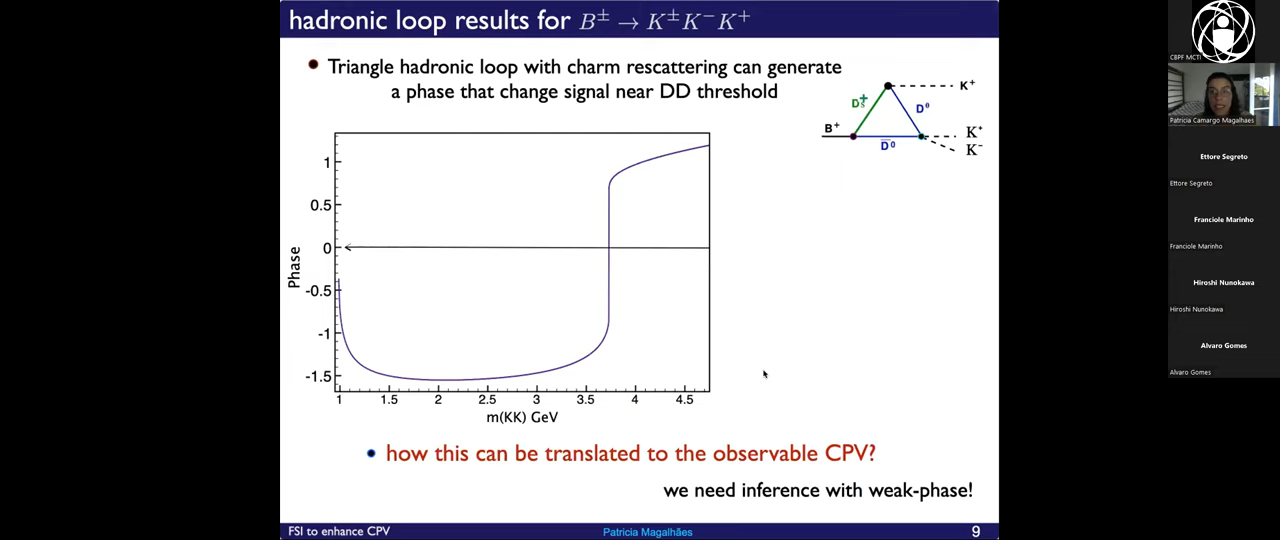 hadronic loop results for B± → K±K−K+
Triangle hadronic loop with charm rescattering can generate
a phase that change signal near DD threshold
B+
Ds+
D0
D̄0
K+
K+
K−
Phase
1
0.5
0
-0.5
-1
-1.5
1 1.5 2 2.5 3 3.5 4 4.5
m(KK) GeV
how this can be translated to the observable CPV?
we need inference with weak-phase!
FSI to enhance CPV
Patricia Magalhães
9
CBPF MCTI
Patricia Camargo Magalhaes
Ettore Segreto
Ettore Segreto
Franciole Marinho
Franciole Marinho
Hiroshi Nunokawa
Hiroshi Nunokawa
Alvaro Gomes
Alvaro Gomes